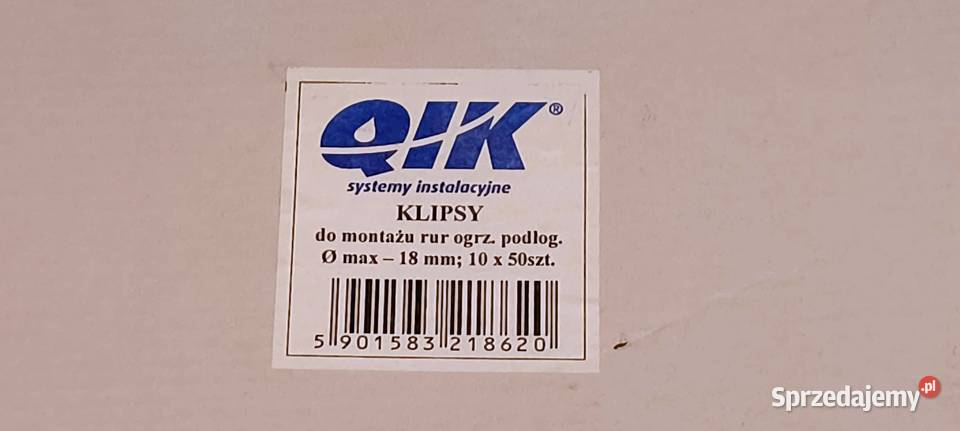 QIK®
systemy instalacyjne
KLIPSY
do montażu rur ogrz. podłog.
Ø max – 18 mm; 10 x 50szt.
5 901583 218620
Sprzedajemy.pl